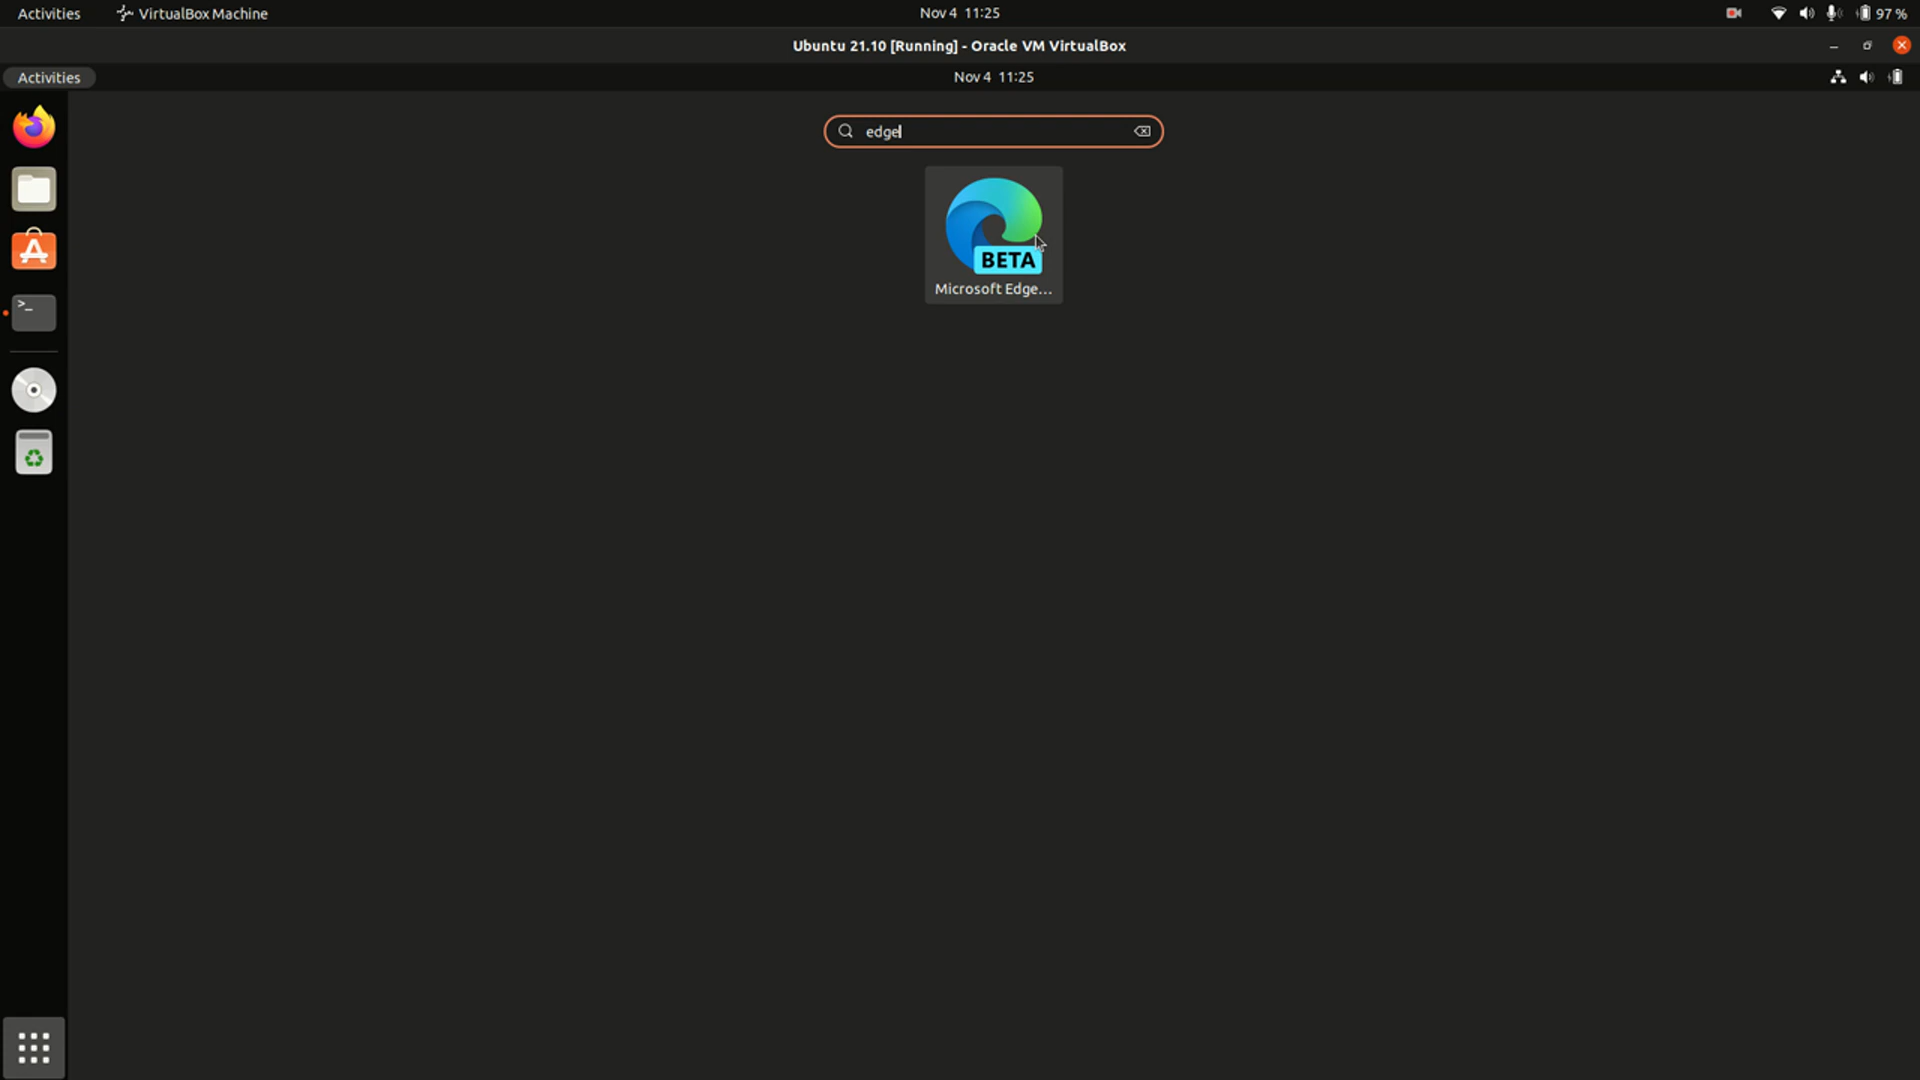 Activities VirtualBox Machine Nov 4 11:25 97 %
Ubuntu 21.10 [Running] - Oracle VM VirtualBox
Activities Nov 4 11:25
edge
BETA
Microsoft Edge...
>_